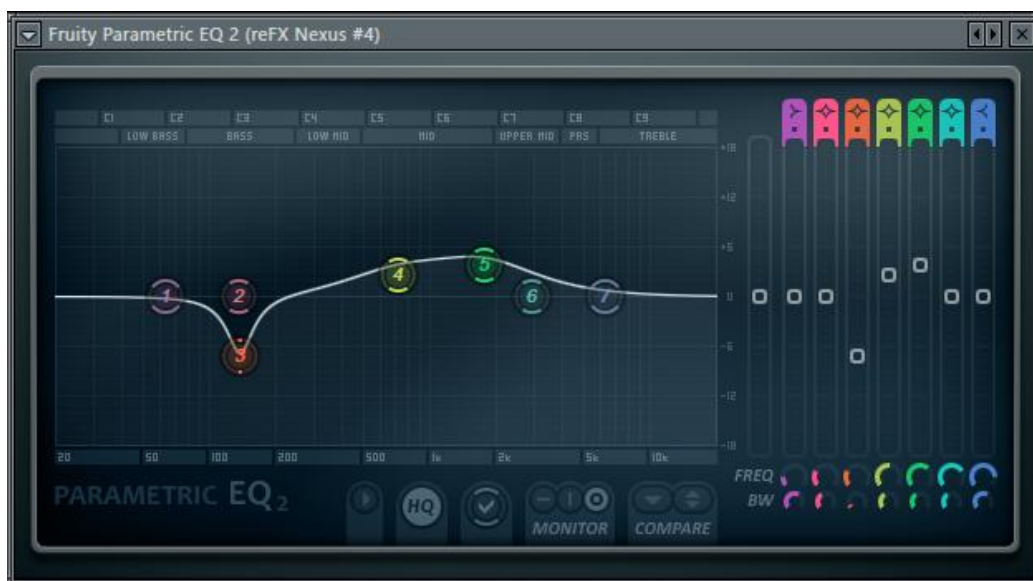 Fruity Parametric EQ 2 (reFX Nexus #4)
C1 C2 C3 C4 C5 C6 C7 C8 C9
LOW BASS BASS LOW MID MID UPPER MID PRS TREBLE
+18
+12
+6
0
-6
-12
-18
1 2 3 4 5 6 7
20 50 100 200 500 1k 2k 5k 10k
FREQ
BW
PARAMETRIC EQ 2
HQ
MONITOR
COMPARE